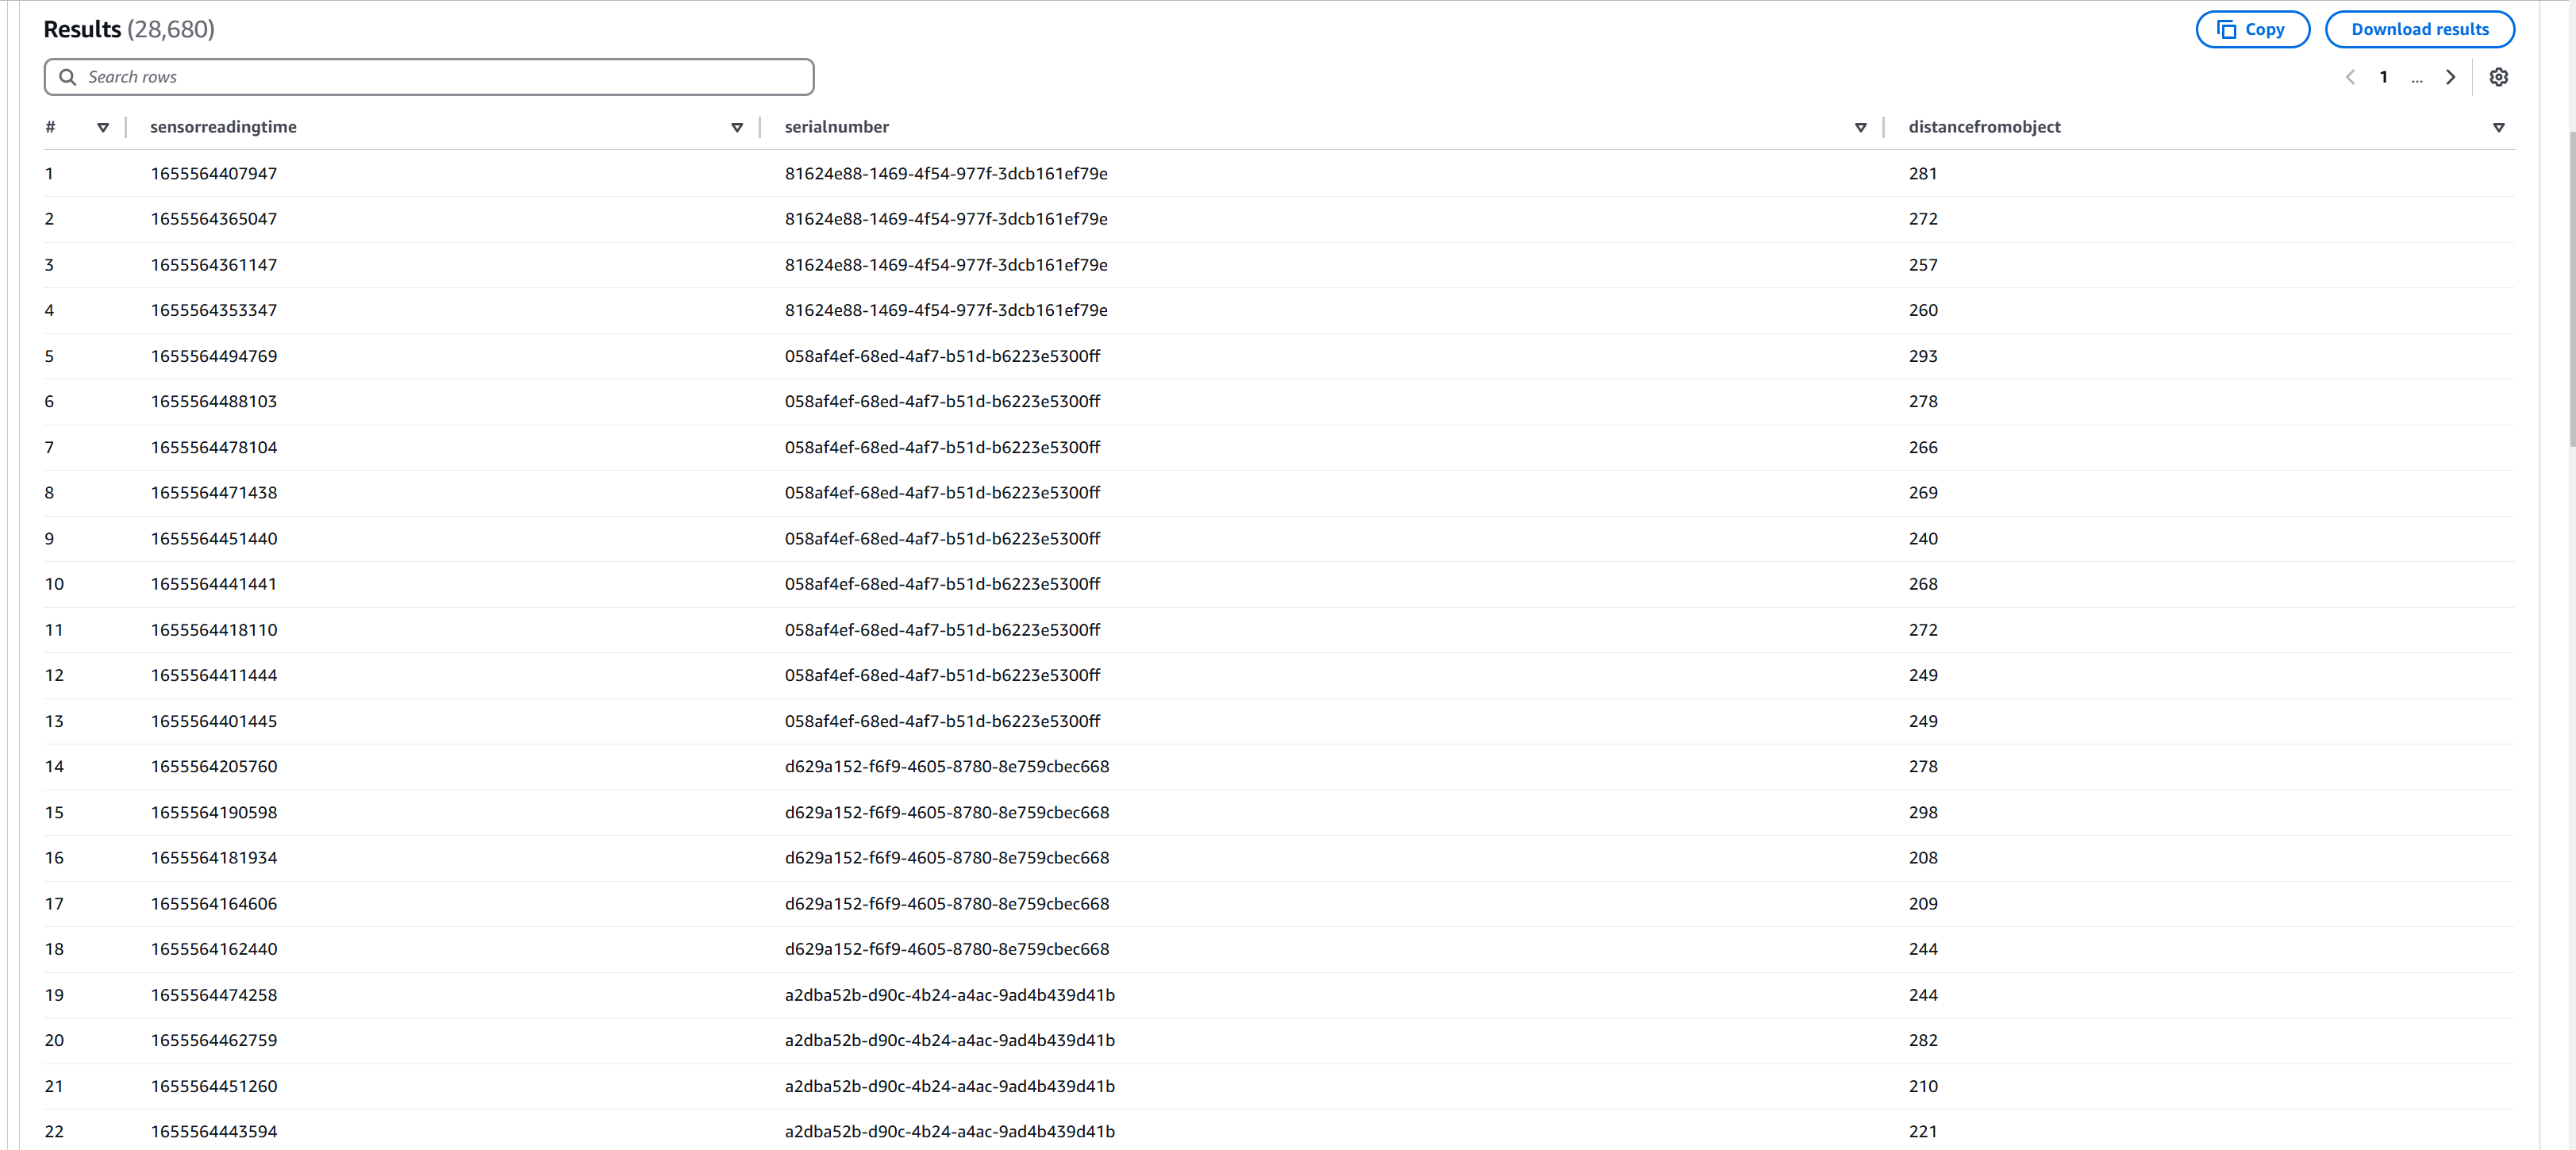 Results (28,680)
Copy
Download results
Search rows
1 ...
# sensorreadingtime serialnumber distancefromobject
1 1655564407947 81624e88-1469-4f54-977f-3dcb161ef79e 281
2 1655564365047 81624e88-1469-4f54-977f-3dcb161ef79e 272
3 1655564361147 81624e88-1469-4f54-977f-3dcb161ef79e 257
4 1655564353347 81624e88-1469-4f54-977f-3dcb161ef79e 260
5 1655564494769 058af4ef-68ed-4af7-b51d-b6223e5300ff 293
6 1655564488103 058af4ef-68ed-4af7-b51d-b6223e5300ff 278
7 1655564478104 058af4ef-68ed-4af7-b51d-b6223e5300ff 266
8 1655564471438 058af4ef-68ed-4af7-b51d-b6223e5300ff 269
9 1655564451440 058af4ef-68ed-4af7-b51d-b6223e5300ff 240
10 1655564441441 058af4ef-68ed-4af7-b51d-b6223e5300ff 268
11 1655564418110 058af4ef-68ed-4af7-b51d-b6223e5300ff 272
12 1655564411444 058af4ef-68ed-4af7-b51d-b6223e5300ff 249
13 1655564401445 058af4ef-68ed-4af7-b51d-b6223e5300ff 249
14 1655564205760 d629a152-f6f9-4605-8780-8e759cbec668 278
15 1655564190598 d629a152-f6f9-4605-8780-8e759cbec668 298
16 1655564181934 d629a152-f6f9-4605-8780-8e759cbec668 208
17 1655564164606 d629a152-f6f9-4605-8780-8e759cbec668 209
18 1655564162440 d629a152-f6f9-4605-8780-8e759cbec668 244
19 1655564474258 a2dba52b-d90c-4b24-a4ac-9ad4b439d41b 244
20 1655564462759 a2dba52b-d90c-4b24-a4ac-9ad4b439d41b 282
21 1655564451260 a2dba52b-d90c-4b24-a4ac-9ad4b439d41b 210
22 1655564443594 a2dba52b-d90c-4b24-a4ac-9ad4b439d41b 221